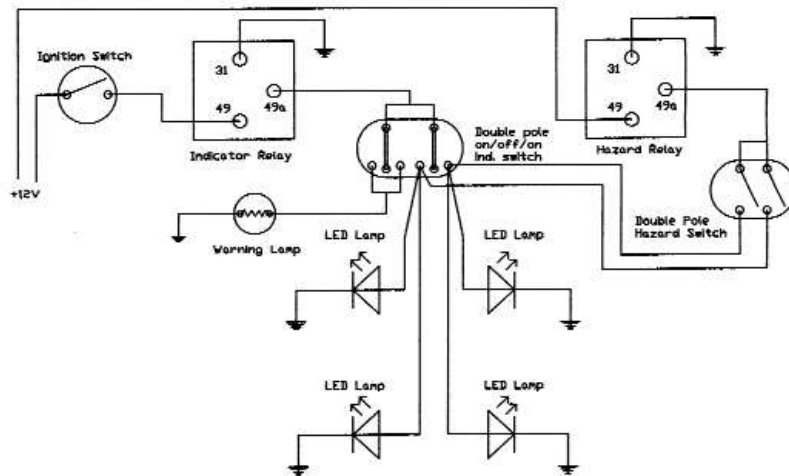 Ignition Switch
31
49
49a
Indicator Relay
+12V
Double pole
on/off/on
ind. switch
31
49
49a
Hazard Relay
Double Pole
Hazard Switch
Warning Lamp
LED Lamp
LED Lamp
LED Lamp
LED Lamp